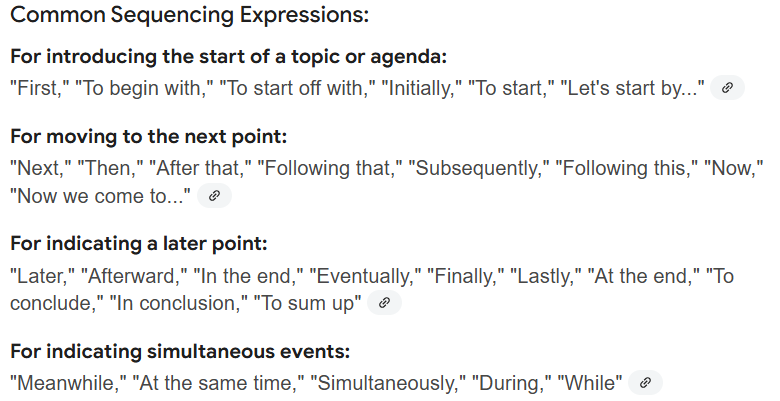 Common Sequencing Expressions:
For introducing the start of a topic or agenda:
"First," "To begin with," "To start off with," "Initially," "To start," "Let's start by..."
For moving to the next point:
"Next," "Then," "After that," "Following that," "Subsequently," "Following this," "Now,"
"Now we come to..."
For indicating a later point:
"Later," "Afterward," "In the end," "Eventually," "Finally," "Lastly," "At the end," "To
conclude," "In conclusion," "To sum up"
For indicating simultaneous events:
"Meanwhile," "At the same time," "Simultaneously," "During," "While"